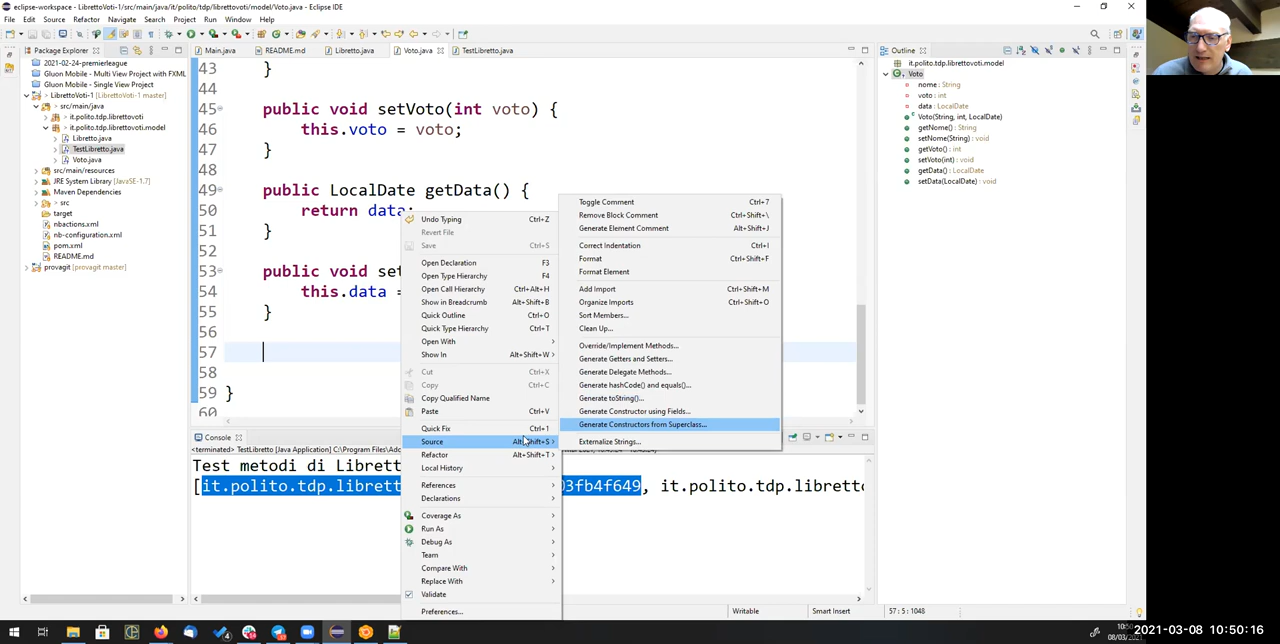 eclipse-workspace - LibrettoVoti-1/src/main/java/it/polito/tdp/librettovoti/model/Voto.java - Eclipse IDE
File Edit Source Refactor Navigate Search Project Run Window Help
Package Explorer
2021-02-24-premierleague
Gluon Mobile - Multi View Project with FXML
Gluon Mobile - Single View Project
LibrettoVoti-1 [LibrettoVoti-1 master]
src/main/java
it.polito.tdp.librettovoti
it.polito.tdp.librettovoti.model
Libretto.java
TestLibretto.java
Voto.java
src/main/resources
JRE System Library [JavaSE-1.7]
Maven Dependencies
src
target
nbactions.xml
nb-configuration.xml
pom.xml
README.md
provagit [provagit master]
Main.java README.md Libretto.java Voto.java TestLibretto.java
43 }
44
45 public void setVoto(int voto) {
46 this.voto = voto;
47 }
48
49 public LocalDate getData() {
50 return data;
51 }
52
53 public void set
54 this.data =
55 }
56
57
58
59 }
60
Undo Typing Ctrl+Z
Revert File
Save Ctrl+S
Open Declaration F3
Open Type Hierarchy F4
Open Call Hierarchy Ctrl+Alt+H
Show in Breadcrumb Alt+Shift+B
Quick Outline Ctrl+O
Quick Type Hierarchy Ctrl+T
Open With
Show In Alt+Shift+W
Cut Ctrl+X
Copy Ctrl+C
Copy Qualified Name
Paste Ctrl+V
Quick Fix Ctrl+1
Source Alt+Shift+S
Refactor Alt+Shift+T
Local History
References
Declarations
Coverage As
Run As
Debug As
Team
Compare With
Replace With
Validate
Preferences...
Toggle Comment Ctrl+7
Remove Block Comment Ctrl+Shift+\
Generate Element Comment Alt+Shift+J
Correct Indentation Ctrl+I
Format Ctrl+Shift+F
Format Element
Add Import Ctrl+Shift+M
Organize Imports Ctrl+Shift+O
Sort Members...
Clean Up...
Override/Implement Methods...
Generate Getters and Setters...
Generate Delegate Methods...
Generate hashCode() and equals()...
Generate toString()...
Generate Constructor using Fields...
Generate Constructors from Superclass...
Externalize Strings...
Outline
it.polito.tdp.librettovoti.model
Voto
nome : String
voto : int
data : LocalDate
Voto(String, int, LocalDate)
getNome() : String
setNome(String) : void
getVoto() : int
setVoto(int) : void
getData() : LocalDate
setData(LocalDate) : void
Console
<terminated> TestLibretto [Java Application] C:\Program Files\Adc
Test metodi di Librett
[it.polito.tdp.librett 03fb4f649, it.polito.tdp.libretto
Writable Smart Insert 57 : 5 : 1048
08/03/2021
2021-03-08 10:50:16